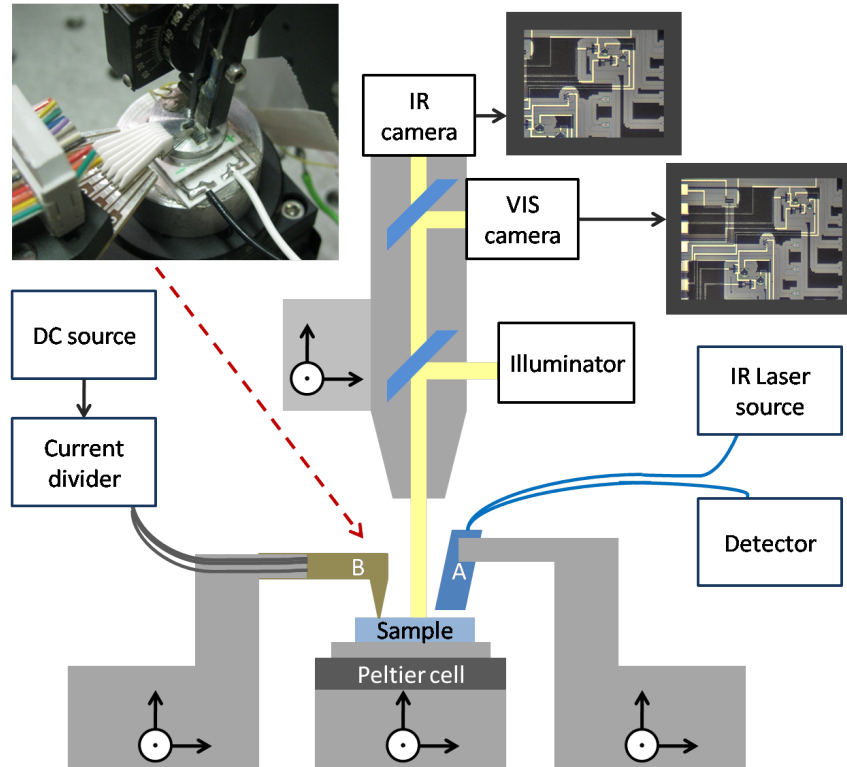 IR
camera
VIS
camera
DC source
Illuminator
IR Laser
source
Current
divider
Detector
B
A
Sample
Peltier cell